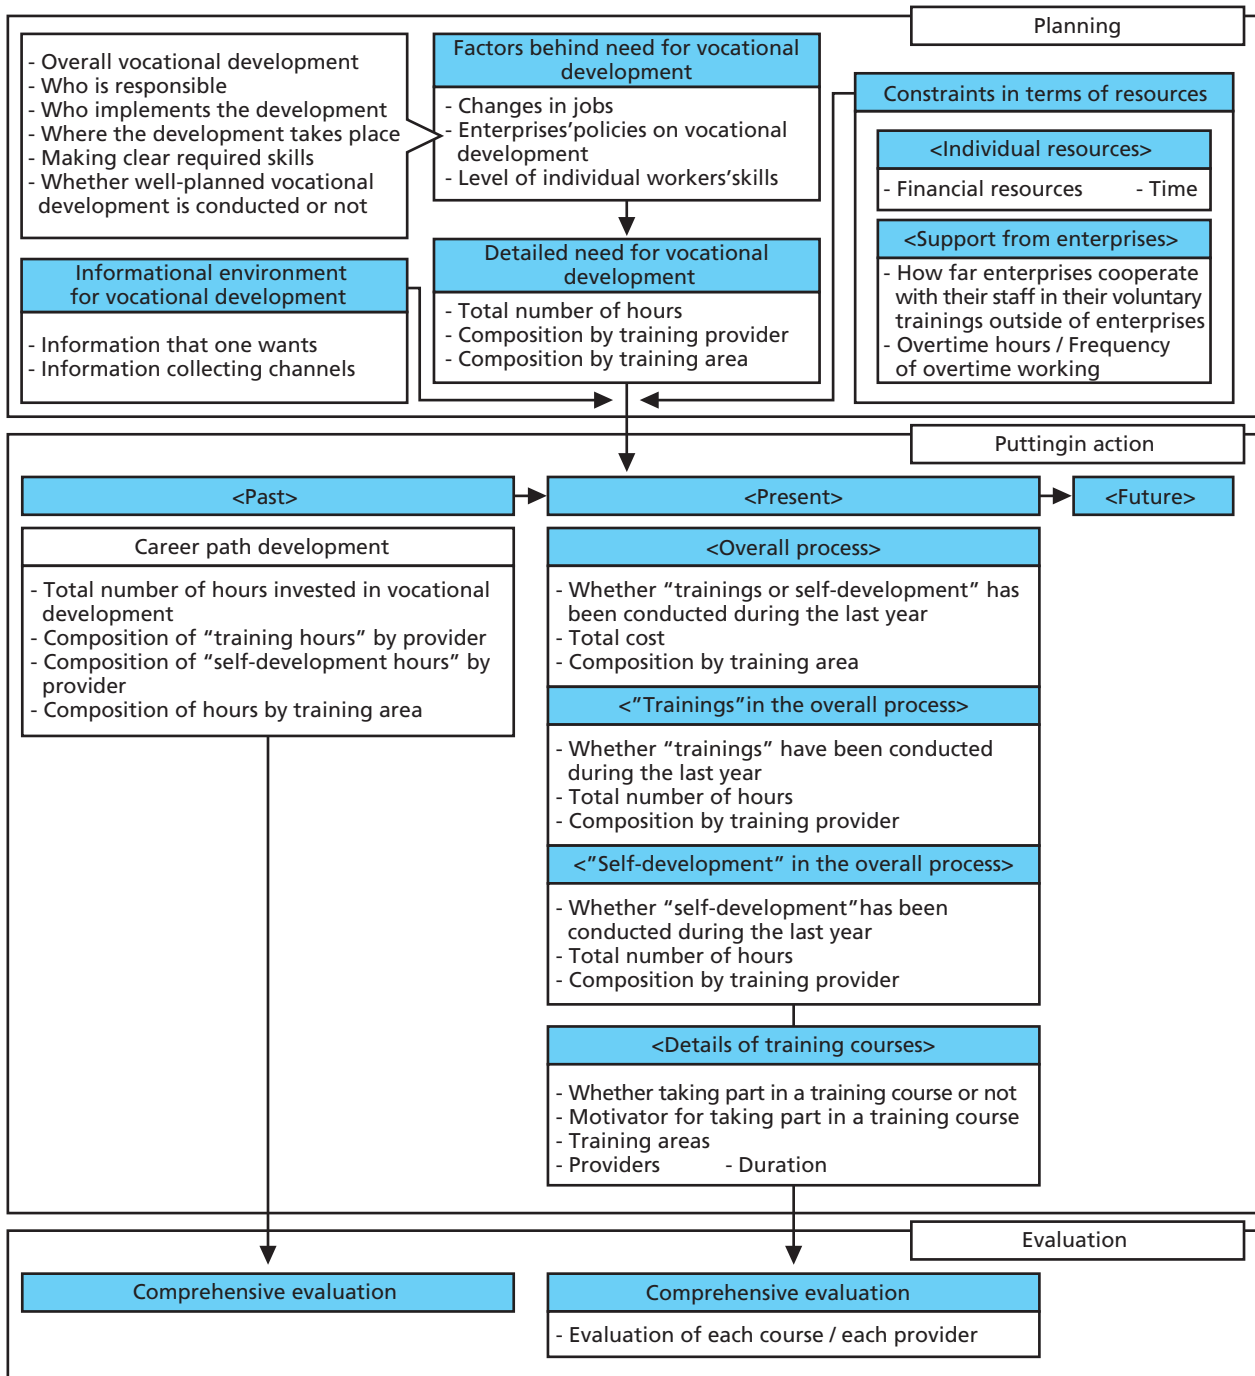 Planning
- Overall vocational development
- Who is responsible
- Who implements the development
- Where the development takes place
- Making clear required skills
- Whether well-planned vocational
development is conducted or not
Factors behind need for vocational
development
- Changes in jobs
- Enterprises'policies on vocational
development
- Level of individual workers'skills
Constraints in terms of resources
<Individual resources>
- Financial resources - Time
<Support from enterprises>
- How far enterprises cooperate
with their staff in their voluntary
trainings outside of enterprises
- Overtime hours / Frequency
of overtime working
Informational environment
for vocational development
- Information that one wants
- Information collecting channels
Detailed need for vocational
development
- Total number of hours
- Composition by training provider
- Composition by training area
Puttingin action
<Past>
<Present>
<Future>
Career path development
- Total number of hours invested in vocational
development
- Composition of “training hours” by provider
- Composition of “self-development hours” by
provider
- Composition of hours by training area
<Overall process>
- Whether “trainings or self-development” has
been conducted during the last year
- Total cost
- Composition by training area
<”Trainings”in the overall process>
- Whether “trainings” have been conducted
during the last year
- Total number of hours
- Composition by training provider
<”Self-development” in the overall process>
- Whether “self-development”has been
conducted during the last year
- Total number of hours
- Composition by training provider
<Details of training courses>
- Whether taking part in a training course or not
- Motivator for taking part in a training course
- Training areas
- Providers - Duration
Evaluation
Comprehensive evaluation
Comprehensive evaluation
- Evaluation of each course / each provider